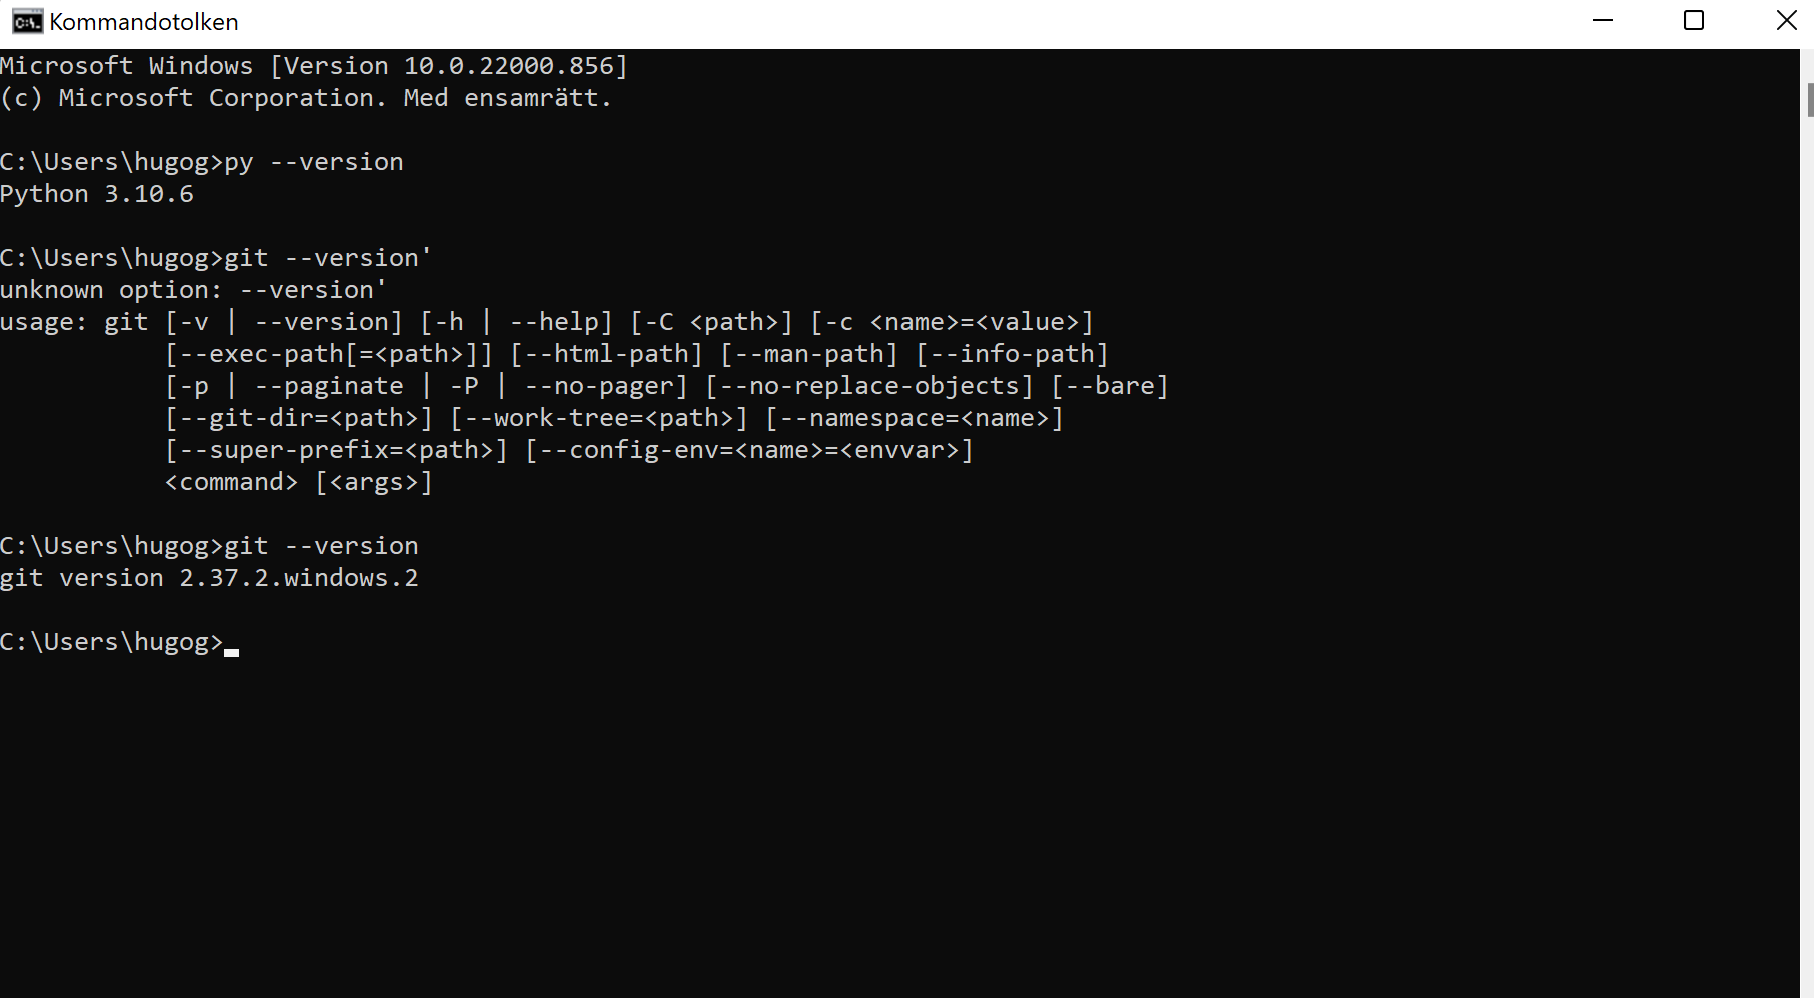 Kommandotolken
Microsoft Windows [Version 10.0.22000.856]
(c) Microsoft Corporation. Med ensamrätt.
C:\Users\hugog>py --version
Python 3.10.6
C:\Users\hugog>git --version'
unknown option: --version'
usage: git [-v | --version] [-h | --help] [-C <path>] [-c <name>=<value>]
           [--exec-path[=<path>]] [--html-path] [--man-path] [--info-path]
           [-p | --paginate | -P | --no-pager] [--no-replace-objects] [--bare]
           [--git-dir=<path>] [--work-tree=<path>] [--namespace=<name>]
           [--super-prefix=<path>] [--config-env=<name>=<envvar>]
           <command> [<args>]
C:\Users\hugog>git --version
git version 2.37.2.windows.2
C:\Users\hugog>